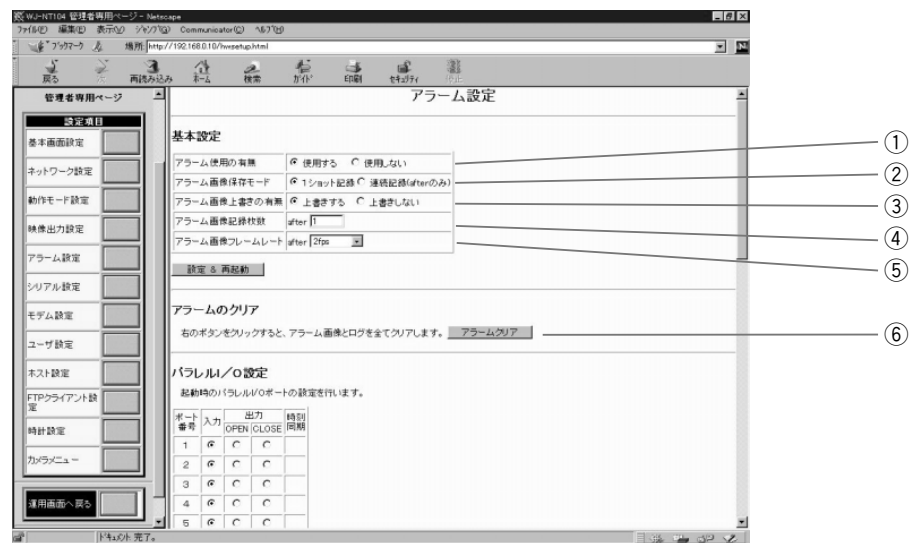 WJ-NT104 管理者専用ページ - Netscape
ファイル(F) 編集(E) 表示(V) ジャンプ(G) Communicator(C) ヘルプ(H)
ブックマーク 場所: http://192.168.0.10/hwsetup.html
戻る 再読み込み ホーム 検索 ガイド 印刷 セキュリティ
管理者専用ページ
設定項目
基本画面設定
ネットワーク設定
動作モード設定
映像出力設定
アラーム設定
シリアル設定
モデム設定
ユーザ設定
ホスト設定
FTPクライアント設定
時計設定
カメラメニュー
運用画面へ戻る
アラーム設定
基本設定
アラーム使用の有無 使用する 使用しない ①
アラーム画像保存モード 1ショット記録 連続記録(afterのみ) ②
アラーム画像上書きの有無 上書きする 上書きしない ③
アラーム画像記録枚数 after 1 ④
アラーム画像フレームレート after 2fps ⑤
設定 & 再起動
アラームのクリア
右のボタンをクリックすると、アラーム画像とログを全てクリアします。 アラームクリア ⑥
パラレルI/O設定
起動時のパラレルI/Oポートの設定を行います。
ポート番号 入力 出力 時刻同期
OPEN CLOSE
1
2
3
4
5
ドキュメント: 完了。